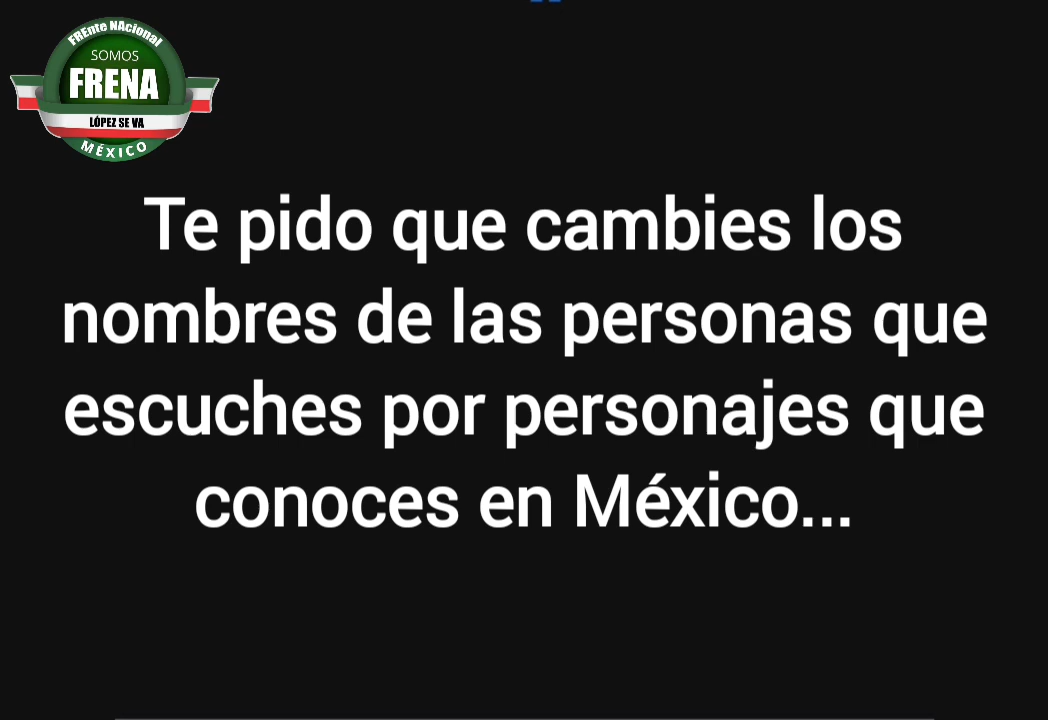 FREnte NAcional
SOMOS
FRENA
LÓPEZ SE VA
MÉXICO
Te pido que cambies los
nombres de las personas que
escuches por personajes que
conoces en México...